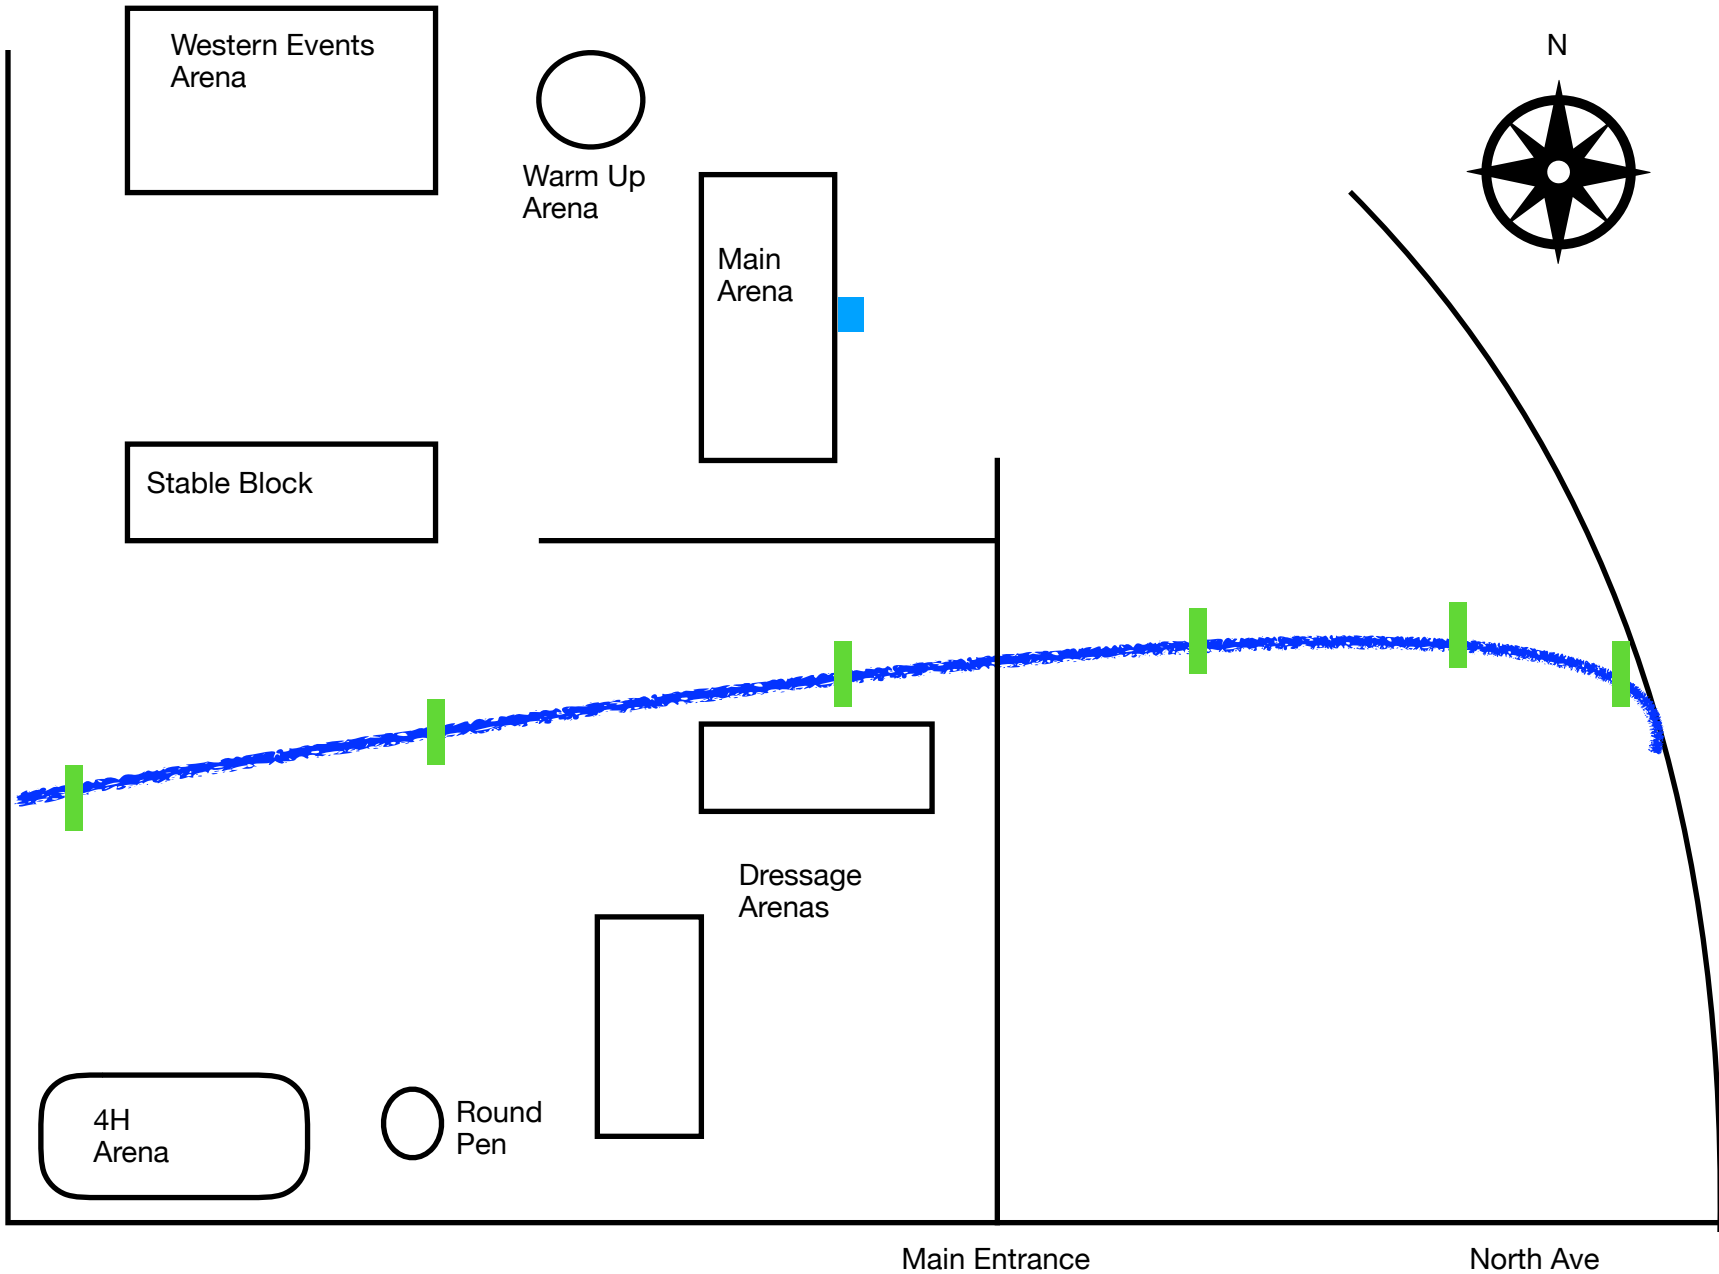 Western Events
Arena
N
Warm Up
Arena
Main
Arena
Stable Block
Dressage
Arenas
4H
Arena
Round
Pen
Main Entrance
North Ave